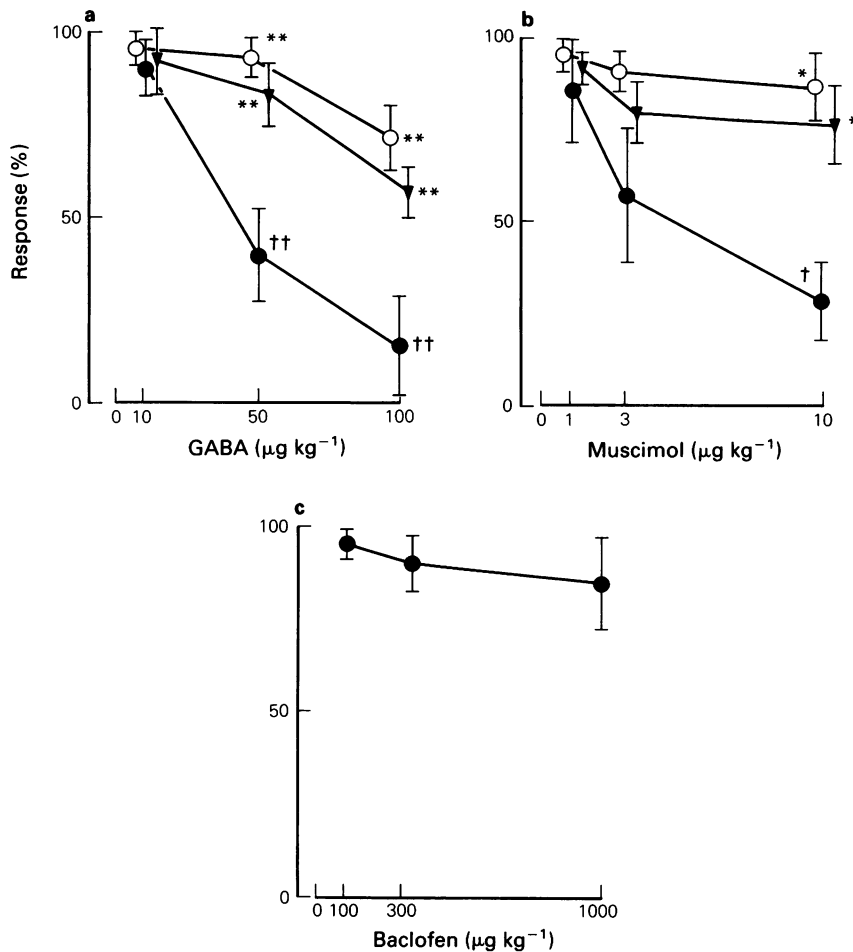 a
100
50
0
Response (%)
**
**
**
**
††
††
0 10 50 100
GABA (μg kg⁻¹)
b
100
50
0
*
*
†
0 1 3 10
Muscimol (μg kg⁻¹)
c
100
50
0
0 100 300 1000
Baclofen (μg kg⁻¹)